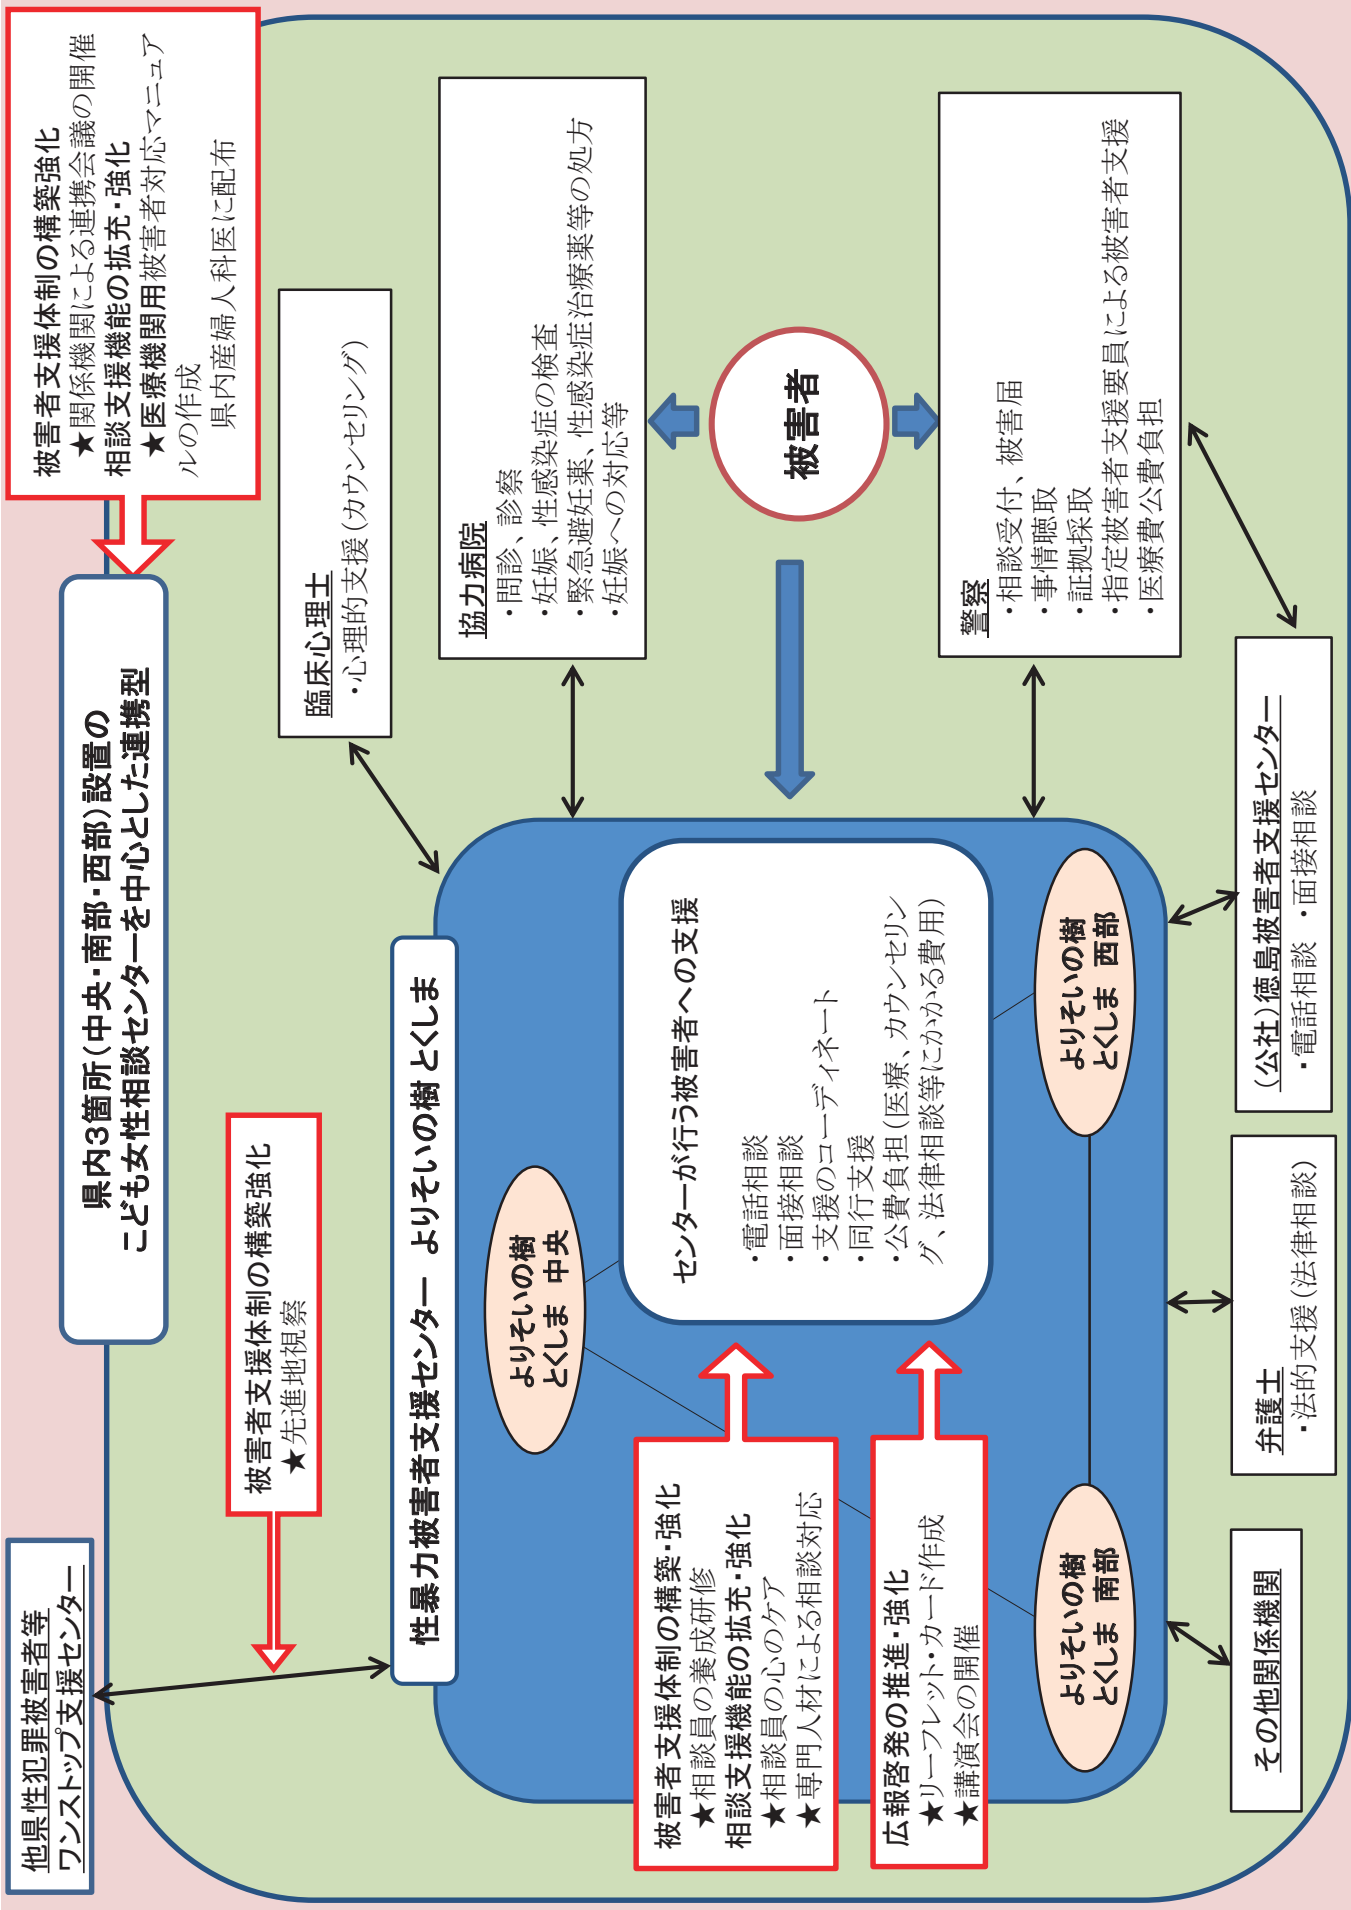 県内３箇所（中央・南部・西部）設置の
こども女性相談センターを中心とした連携型
他県性犯罪被害者等
ワンストップ支援センター
被害者支援体制の構築強化
★先進地視察
被害者支援体制の構築強化
★関係機関による連携会議の開催
相談支援機能の拡充・強化
★医療機関用被害者対応マニュア
ルの作成
県内産婦人科医に配布
性暴力被害者支援センター よりそいの樹 とくしま
よりそいの樹
とくしま 中央
センターが行う被害者への支援
・電話相談
・面接相談
・支援のコーディネート
・同行支援
・公費負担（医療、カウンセリン
グ、法律相談等にかかる費用）
よりそいの樹
とくしま 南部
よりそいの樹
とくしま 西部
被害者支援体制の構築・強化
★相談員の養成研修
相談支援機能の拡充・強化
★相談員の心のケア
★専門人材による相談対応
広報啓発の推進・強化
★リーフレット・カード作成
★講演会の開催
臨床心理士
・心理的支援（カウンセリング）
協力病院
・問診、診察
・妊娠、性感染症の検査
・緊急避妊薬、性感染症治療薬等の処方
・妊娠への対応等
被害者
警察
・相談受付、被害届
・事情聴取
・証拠採取
・指定被害者支援要員による被害者支援
・医療費公費負担
その他関係機関
弁護士
・法的支援（法律相談）
（公社）徳島被害者支援センター
・電話相談 ・面接相談